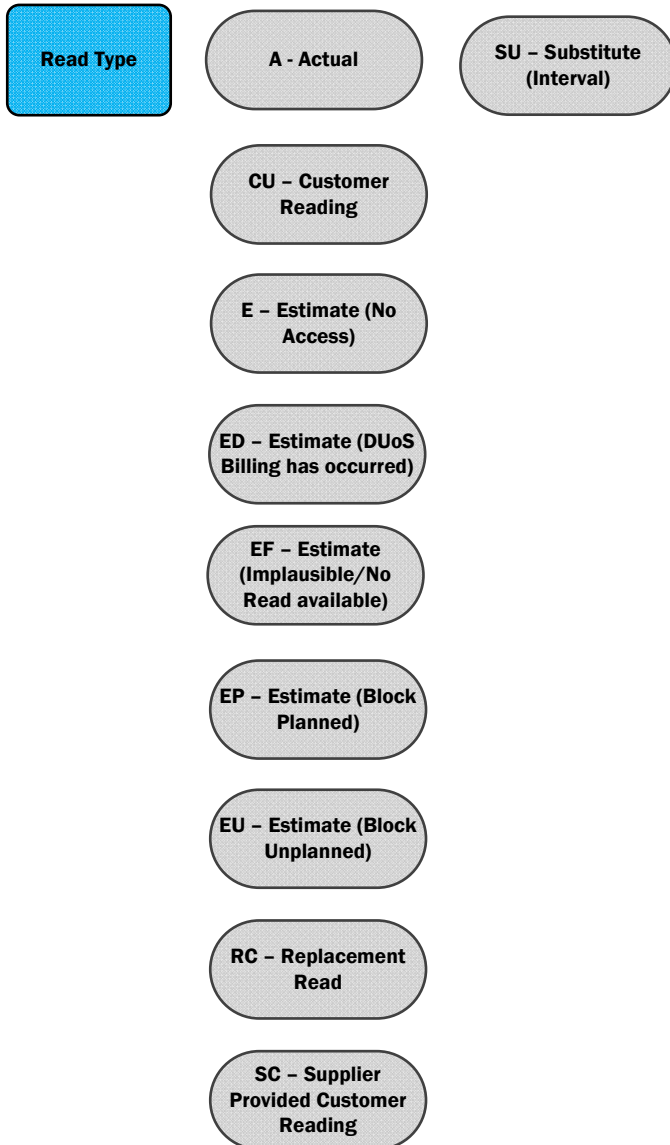 Read Type
A - Actual
SU – Substitute
(Interval)
CU – Customer
Reading
E – Estimate (No
Access)
ED – Estimate (DUoS
Billing has occurred)
EF – Estimate
(Implausible/No
Read available)
EP – Estimate (Block
Planned)
EU – Estimate (Block
Unplanned)
RC – Replacement
Read
SC – Supplier
Provided Customer
Reading